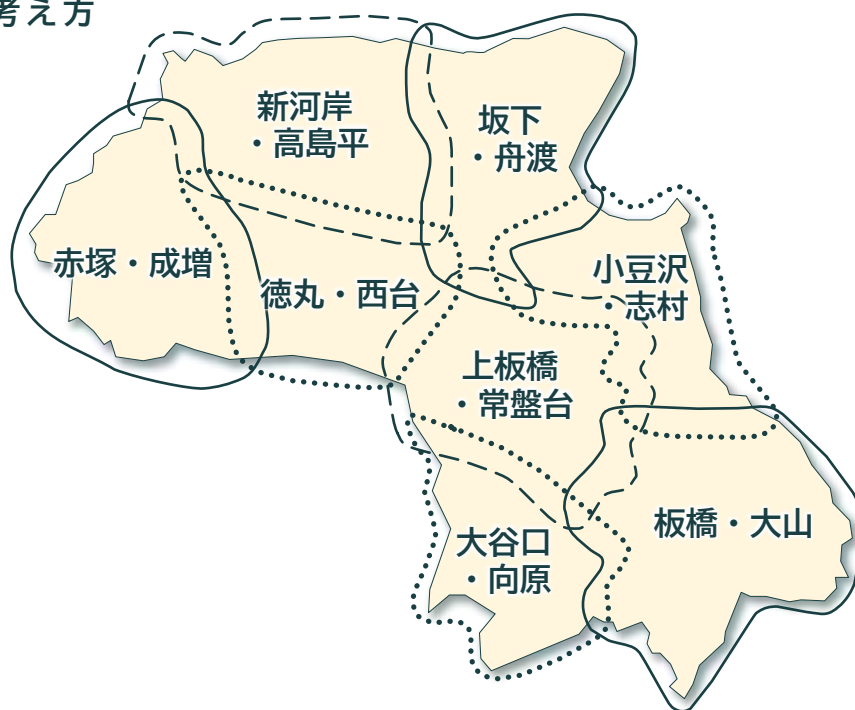 考え方
新河岸
・高島平
坂下
・舟渡
赤塚・成増
徳丸・西台
小豆沢
・志村
上板橋
・常盤台
板橋・大山
大谷口
・向原